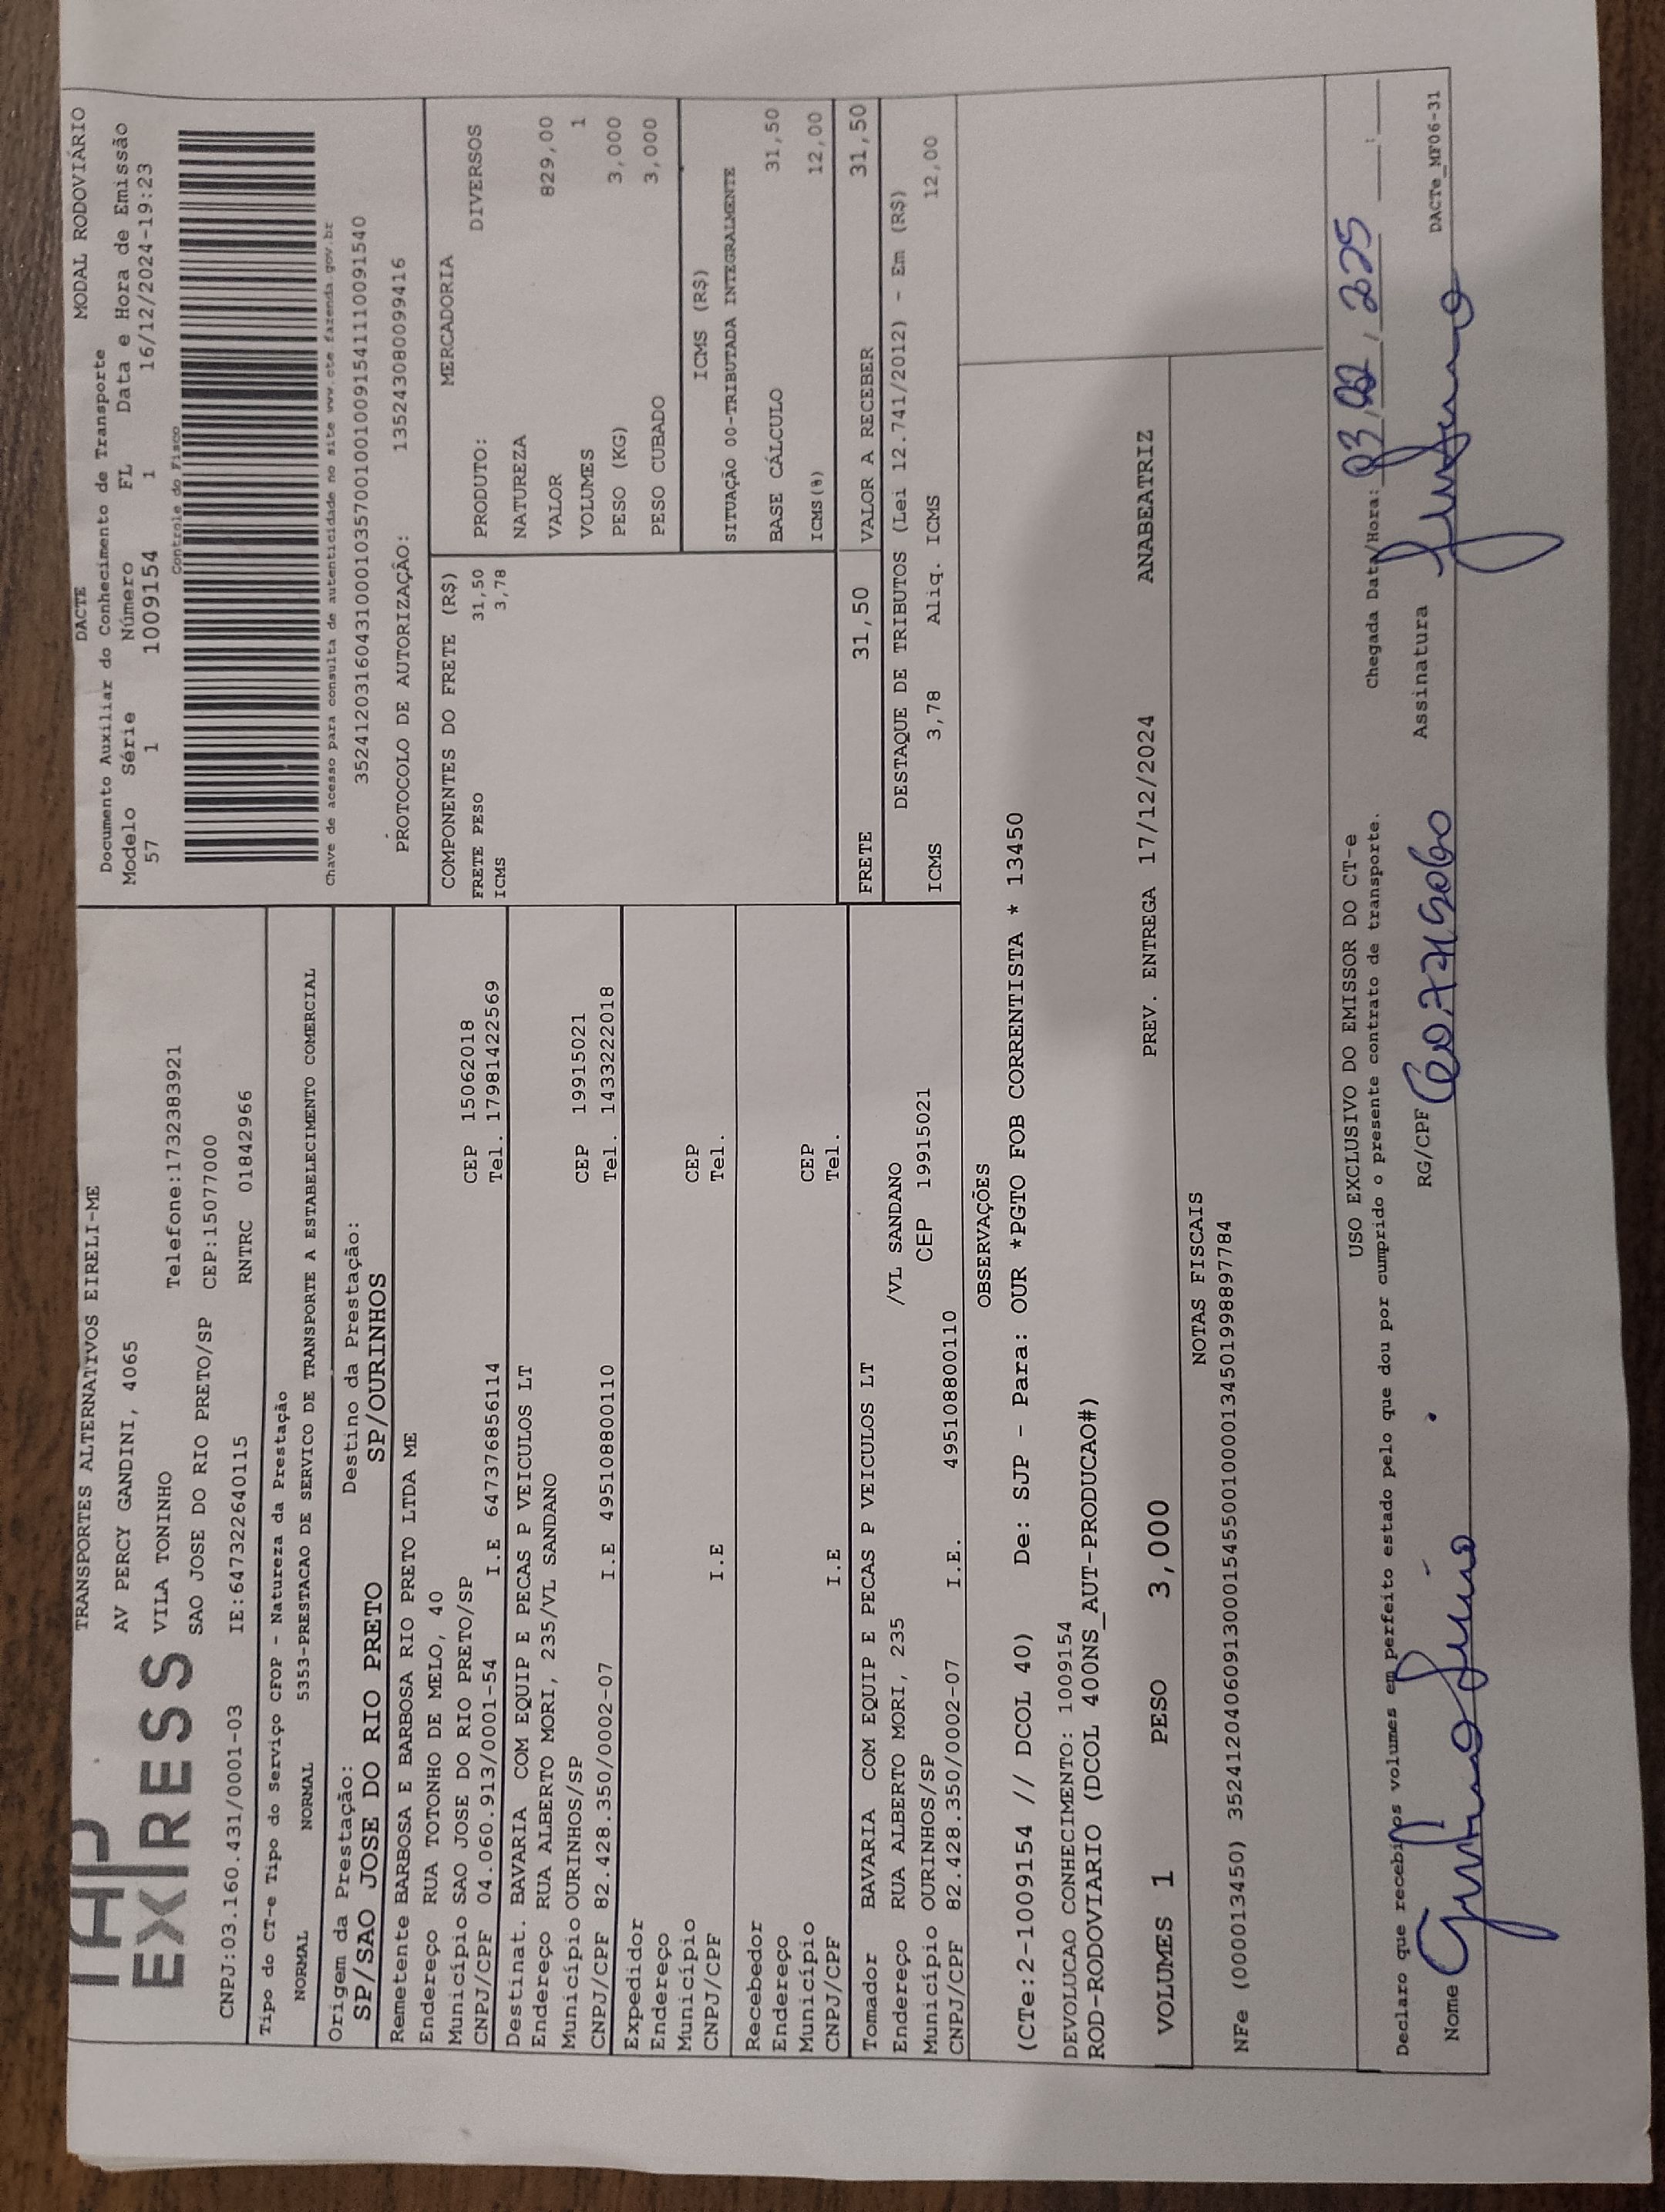 TAP
EXPRESS
TRANSPORTES ALTERNATIVOS EIRELI-ME
AV PERCY GANDINI, 4065
VILA TONINHO
Telefone:1732383921
SAO JOSE DO RIO PRETO/SP CEP:15077000
CNPJ:03.160.431/0001-03 IE:647322640115 RNTRC 01842966
Tipo do CT-e Tipo do Serviço CFOP - Natureza da Prestação
NORMAL NORMAL 5353-PRESTACAO DE SERVICO DE TRANSPORTE A ESTABELECIMENTO COMERCIAL
Origem da Prestação: Destino da Prestação:
SP/SAO JOSE DO RIO PRETO SP/OURINHOS
DACTE MODAL RODOVIÁRIO
Documento Auxiliar do Conhecimento de Transporte
Modelo Série Número FL Data e Hora de Emissão
57 1 1009154 1 16/12/2024-19:23
Controle do Fisco
Chave de acesso para consulta de autenticidade no site www.cte.fazenda.gov.br
35241203160431000103570010010091541110091540
PROTOCOLO DE AUTORIZAÇÃO: 135243080099416
Remetente BARBOSA E BARBOSA RIO PRETO LTDA ME
Endereço RUA TOTONHO DE MELO, 40
Município SAO JOSE DO RIO PRETO/SP CEP 15062018
CNPJ/CPF 04.060.913/0001-54 I.E 647376856114 Tel. 17981422569
Destinat. BAVARIA COM EQUIP E PECAS P VEICULOS LT
Endereço RUA ALBERTO MORI, 235/VL SANDANO
Município OURINHOS/SP CEP 19915021
CNPJ/CPF 82.428.350/0002-07 I.E 495108800110 Tel. 1433222018
Expedidor
Endereço
Município CEP
CNPJ/CPF I.E Tel.
Recebedor
Endereço
Município CEP
CNPJ/CPF I.E Tel.
Tomador BAVARIA COM EQUIP E PECAS P VEICULOS LT
Endereço RUA ALBERTO MORI, 235 /VL SANDANO
Município OURINHOS/SP CEP 19915021
CNPJ/CPF 82.428.350/0002-07 I.E. 495108800110
COMPONENTES DO FRETE (R$)
FRETE PESO 31,50
ICMS 3,78
MERCADORIA
PRODUTO: DIVERSOS
NATUREZA
VALOR 829,00
VOLUMES 1
PESO (KG) 3,000
PESO CUBADO 3,000
ICMS (R$)
SITUAÇÃO 00-TRIBUTADA INTEGRALMENTE
BASE CÁLCULO 31,50
ICMS(%) 12,00
FRETE 31,50 VALOR A RECEBER 31,50
DESTAQUE DE TRIBUTOS (Lei 12.741/2012) - Em (R$)
ICMS 3,78 Aliq. ICMS 12,00
OBSERVAÇÕES
(CTe:2-1009154 // DCOL 40) De: SJP - Para: OUR *PGTO FOB CORRENTISTA * 13450
DEVOLUCAO CONHECIMENTO: 1009154
ROD-RODOVIARIO (DCOL 400NS_AUT-PRODUCAO#)
VOLUMES 1 PESO 3,000 PREV. ENTREGA 17/12/2024 ANABEATRIZ
NOTAS FISCAIS
NFe (000013450) 35241204060913000154550010000134501998897784
USO EXCLUSIVO DO EMISSOR DO CT-e
Declaro que recebi os volumes em perfeito estado pelo que dou por cumprido o presente contrato de transporte.
Chegada Data/Hora: 03, 02, 2025 :
Nome RG/CPF Assinatura
DACTe_MF06-31